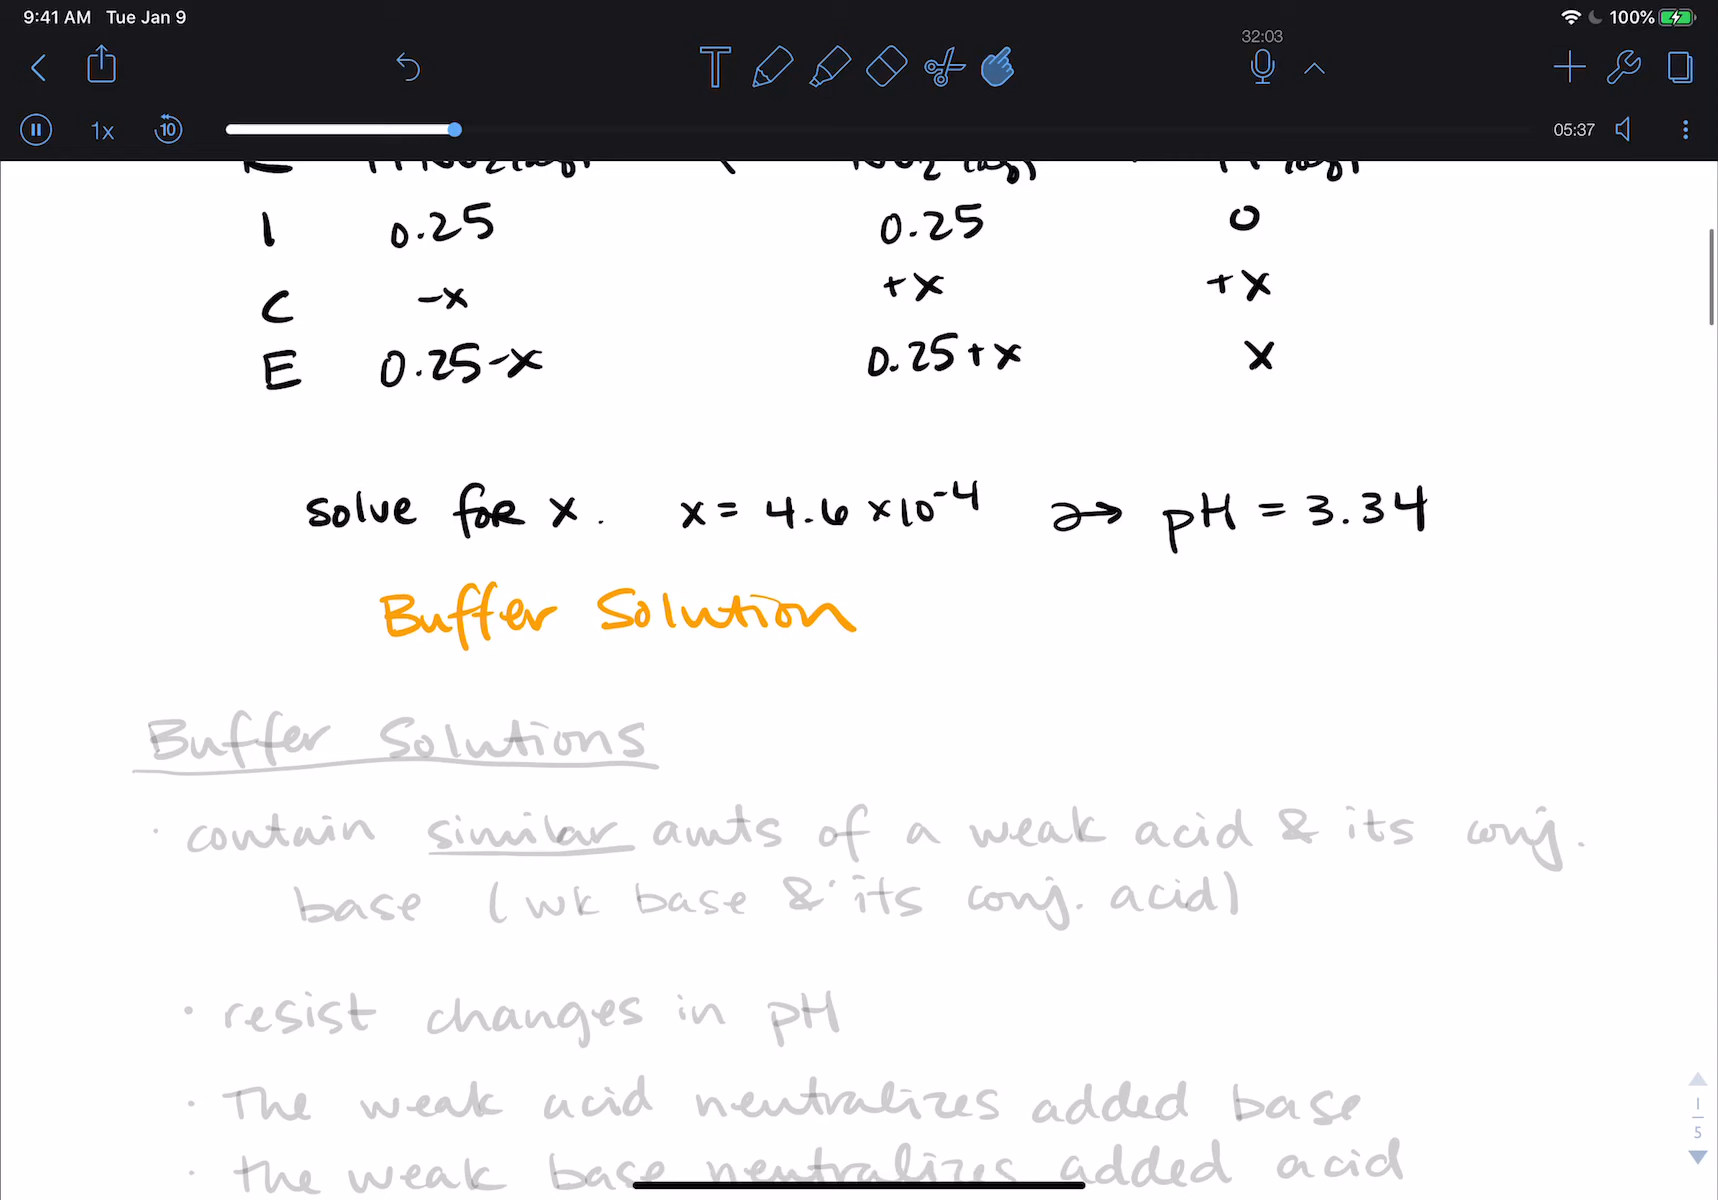 9:41 AM Tue Jan 9
100%
32:03
1x
10
05:37
I 0.25 0.25 0
C -x +x +x
E 0.25-x 0.25+x x
solve for x. x = 4.6 x10⁻⁴ → pH = 3.34
Buffer Solution
Buffer Solutions
· contain similar amts of a weak acid & its conj.
base (wk base & its conj. acid)
· resist changes in pH
· The weak acid neutralizes added base
· the weak base neutralizes added acid
1
5